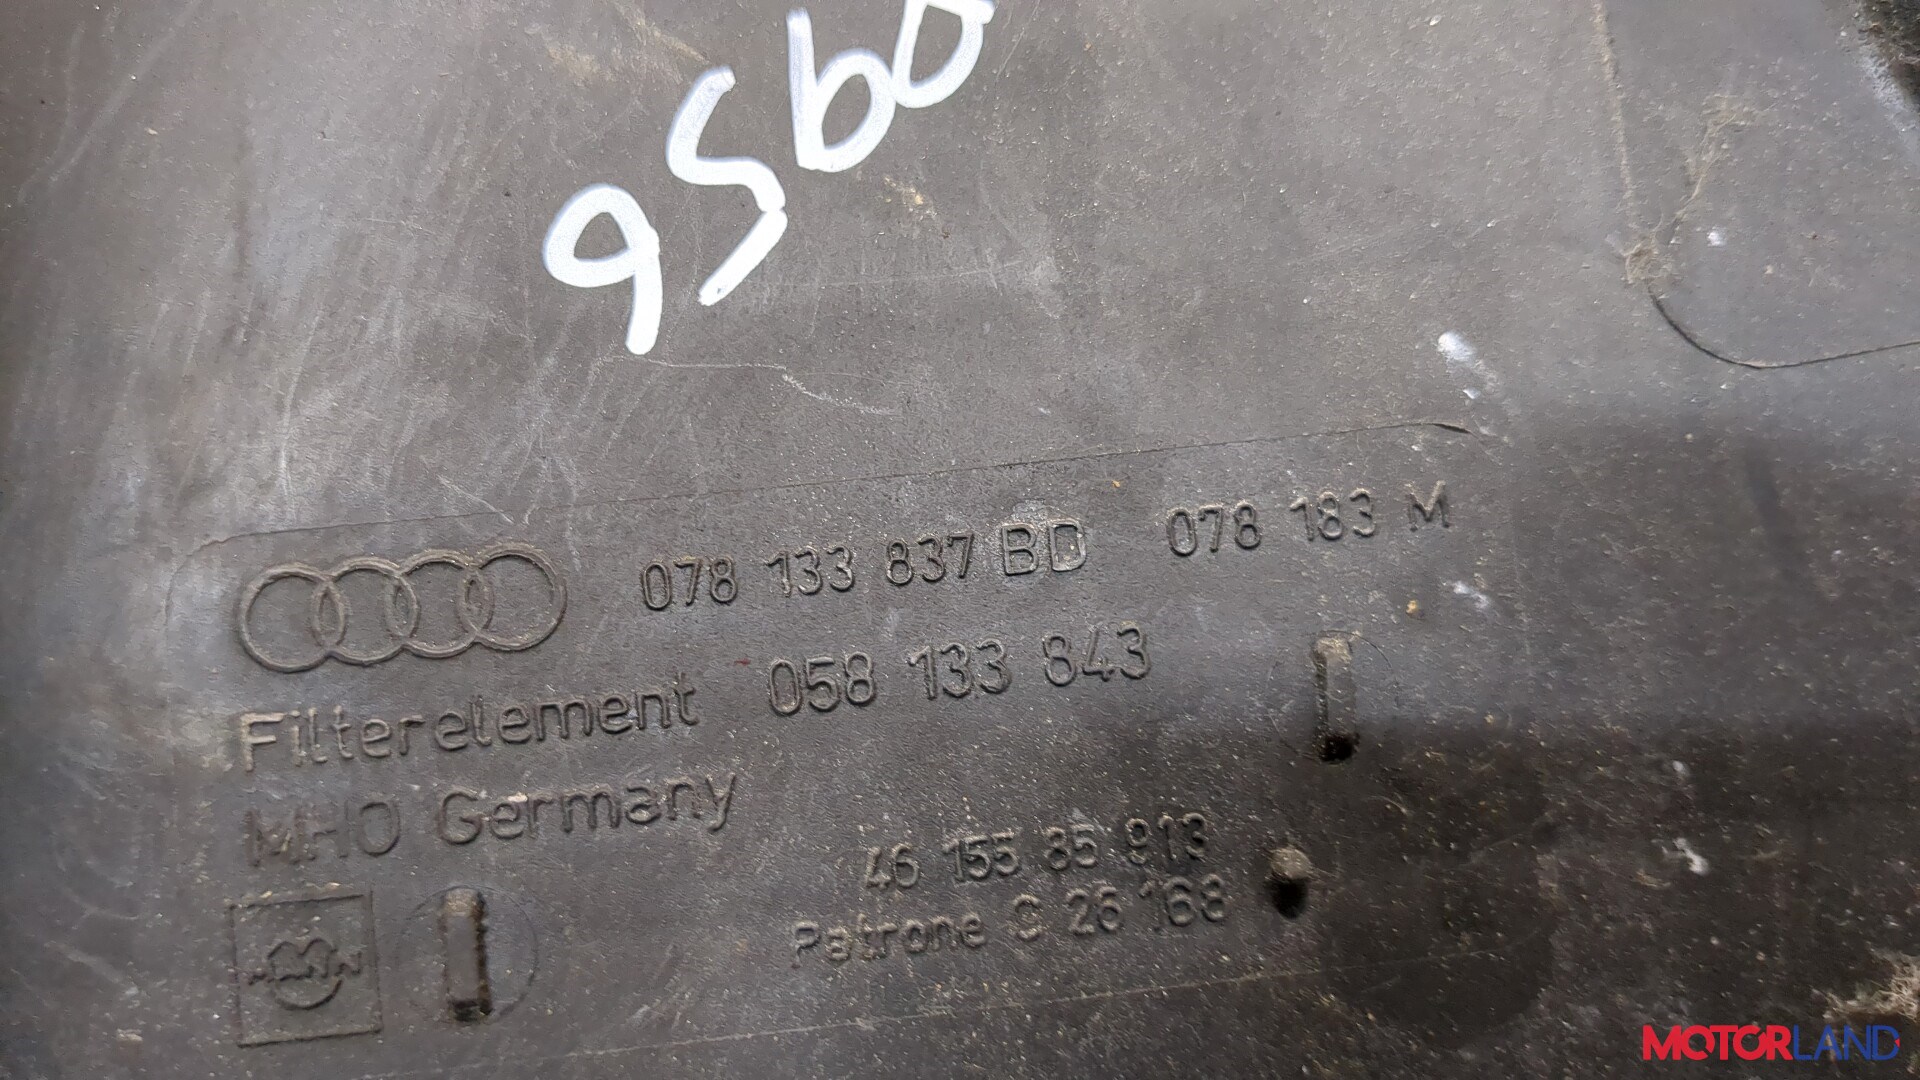 9560
078 133 837 BD 078 183 M
Filterelement 058 133 843
MHO Germany
46 155 85 913
Patrone C 26 168
MANN
MOTORLAND